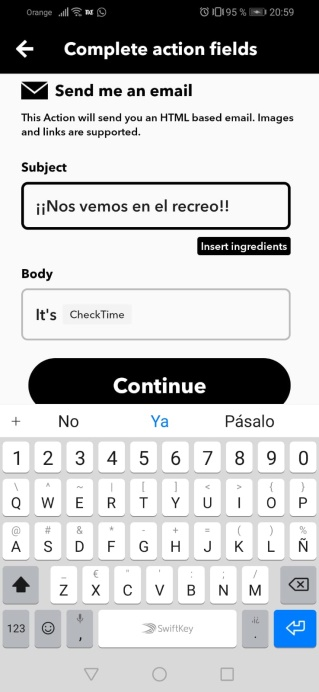 Orange 95 % 20:59
Complete action fields
Send me an email
This Action will send you an HTML based email. Images
and links are supported.
Subject
¡¡Nos vemos en el recreo!!
Insert ingredients
Body
It's CheckTime
Continue
+ No Ya Pásalo
1 2 3 4 5 6 7 8 9 0
\ ^ ~ | [ ] < > { }
Q W E R T Y U I O P
@ # & * - + = ( ) %
A S D F G H J K L Ñ
_ € " ' : ; /
Z X C V B N M
123 , SwiftKey .